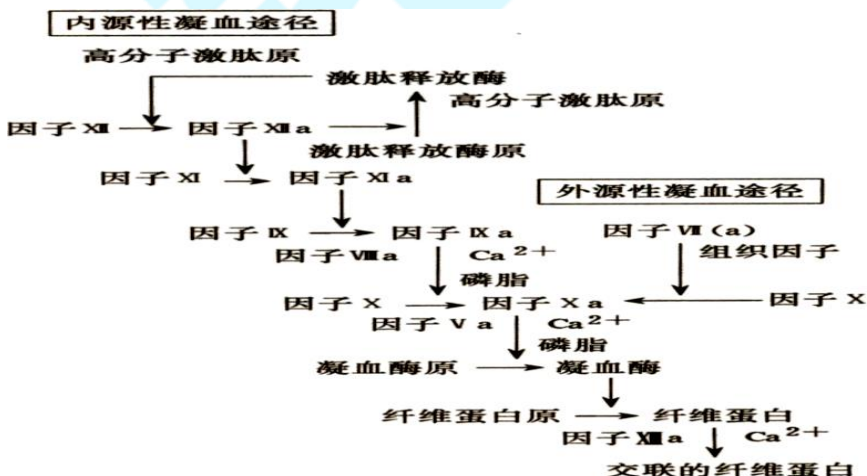 内源性凝血途径
高分子激肽原
激肽释放酶
高分子激肽原
因子Ⅻ 因子Ⅻa
激肽释放酶原
因子Ⅺ 因子Ⅺa
外源性凝血途径
因子Ⅸ 因子Ⅸa 因子Ⅶ(a)
因子Ⅷa Ca²⁺ 组织因子
磷脂
因子Ⅹ 因子Ⅹa 因子Ⅹ
因子Ⅴa Ca²⁺
磷脂
凝血酶原 凝血酶
纤维蛋白原 纤维蛋白
因子ⅩⅢa Ca²⁺
交联的纤维蛋白